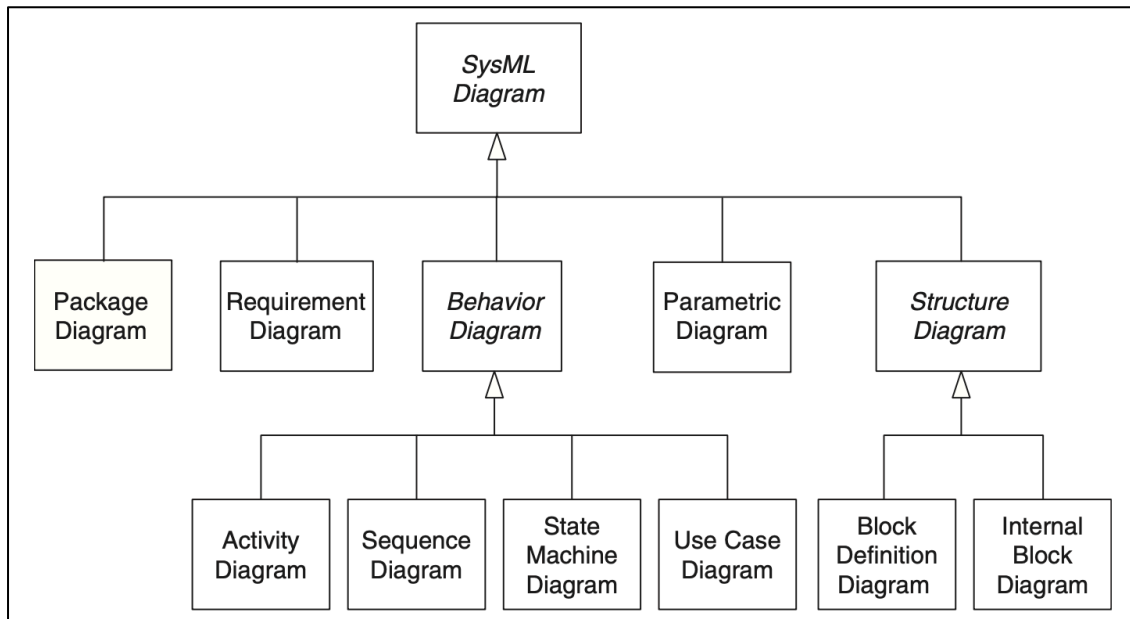 SysML
Diagram
Package
Diagram
Requirement
Diagram
Behavior
Diagram
Parametric
Diagram
Structure
Diagram
Activity
Diagram
Sequence
Diagram
State
Machine
Diagram
Use Case
Diagram
Block
Definition
Diagram
Internal
Block
Diagram